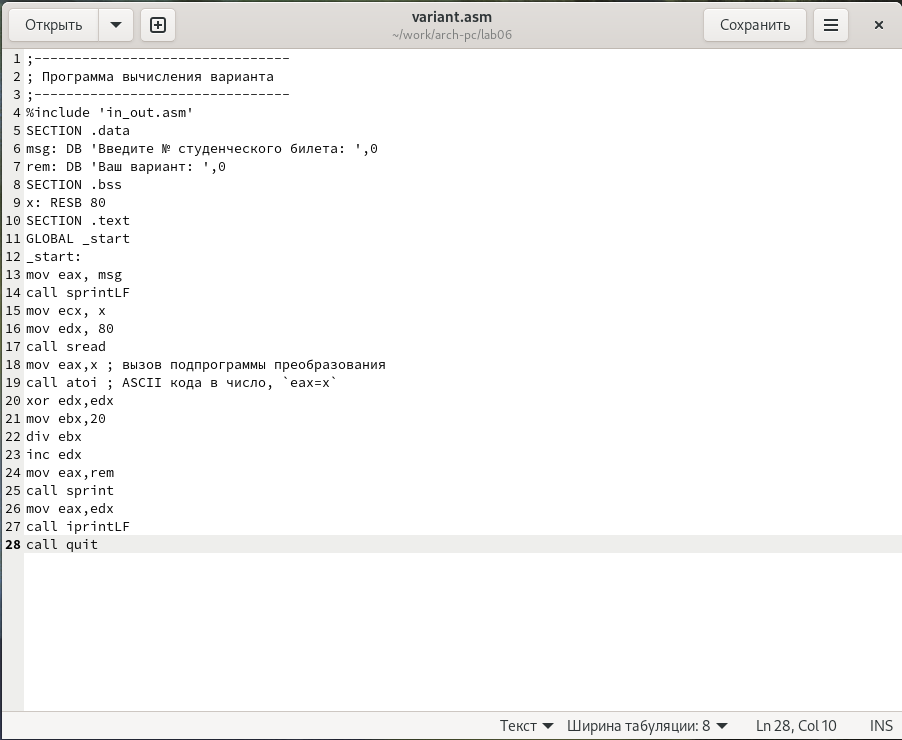 Открыть
variant.asm
~/work/arch-pc/lab06
Сохранить
1 ;--------------------------------
2 ; Программа вычисления варианта
3 ;--------------------------------
4 %include 'in_out.asm'
5 SECTION .data
6 msg: DB 'Введите № студенческого билета: ',0
7 rem: DB 'Ваш вариант: ',0
8 SECTION .bss
9 x: RESB 80
10 SECTION .text
11 GLOBAL _start
12 _start:
13 mov eax, msg
14 call sprintLF
15 mov ecx, x
16 mov edx, 80
17 call sread
18 mov eax,x ; вызов подпрограммы преобразования
19 call atoi ; ASCII кода в число, `eax=x`
20 xor edx,edx
21 mov ebx,20
22 div ebx
23 inc edx
24 mov eax,rem
25 call sprint
26 mov eax,edx
27 call iprintLF
28 call quit
Текст Ширина табуляции: 8 Ln 28, Col 10 INS